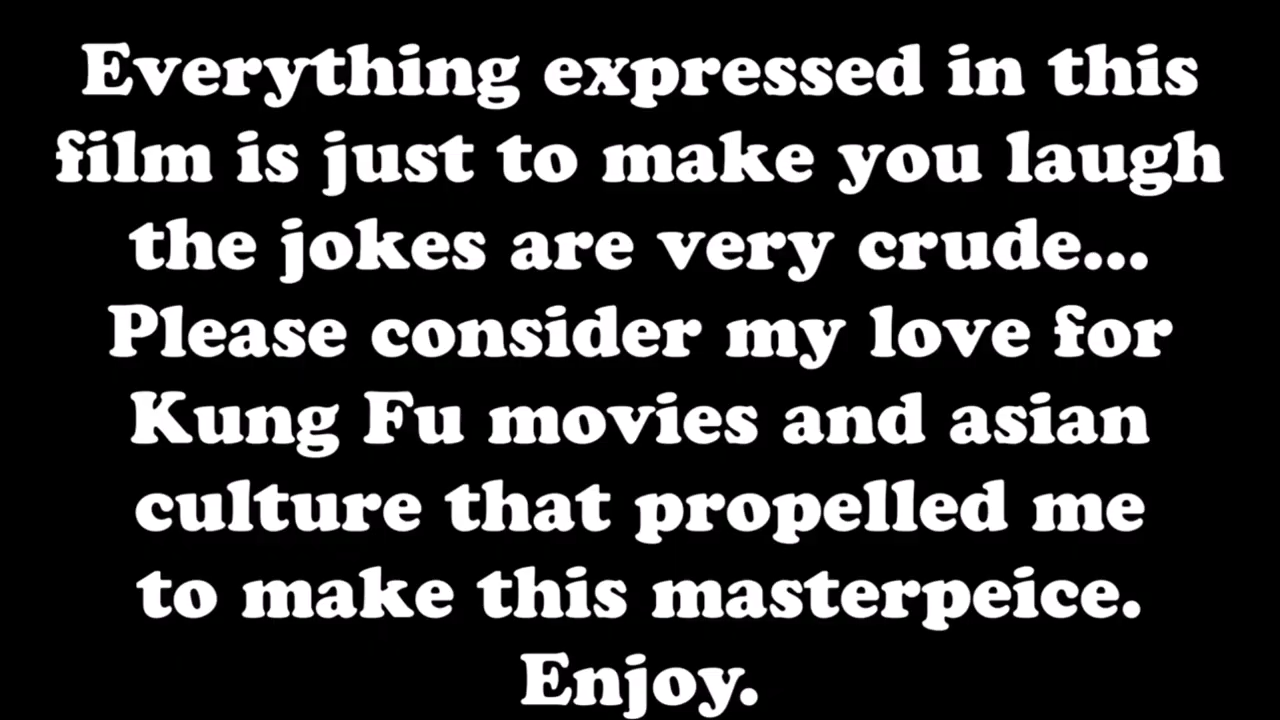 Everything expressed in this
film is just to make you laugh
the jokes are very crude...
Please consider my love for
Kung Fu movies and asian
culture that propelled me
to make this masterpeice.
Enjoy.